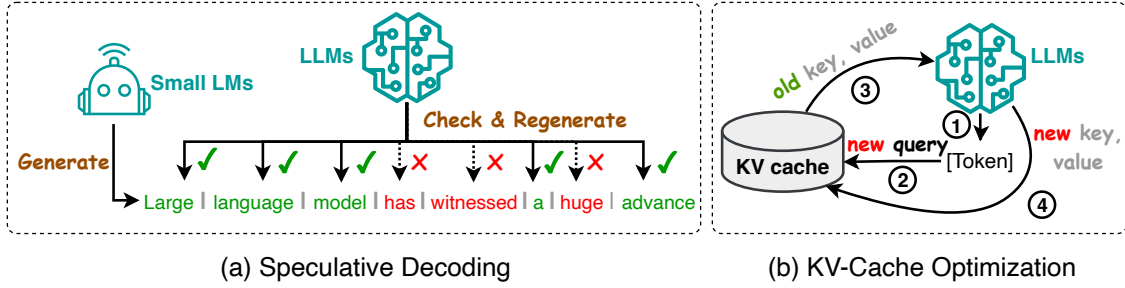 Small LMs
LLMs
Check & Regenerate
Generate
✓ ✓ ✓ ✗ ✗ ✓ ✗ ✓
Large | language | model | has | witnessed | a | huge | advance
(a) Speculative Decoding
old key, value
LLMs
3
1
new key,
value
new query
[Token]
KV cache
2
4
(b) KV-Cache Optimization